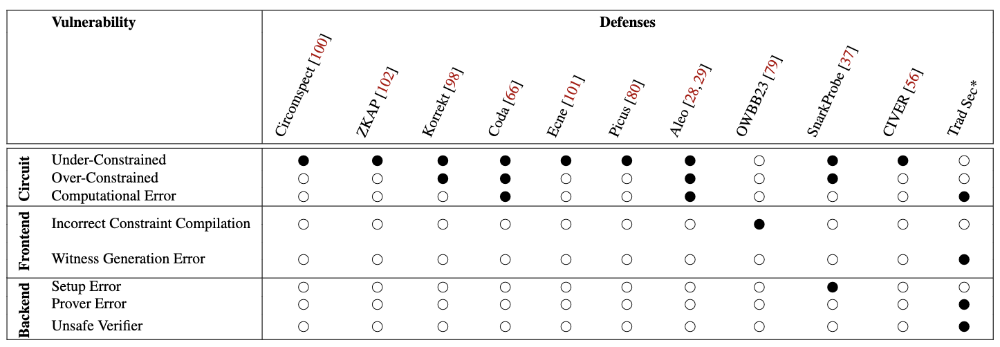 Vulnerability Defenses
Circomspect [100] ZKAP [102] Korrekt [98] Coda [66] Ecne [101] Picus [80] Aleo [28, 29] OWBB23 [79] SnarkProbe [37] CIVER [56] Trad Sec*
Circuit
Under-Constrained ● ● ● ● ● ● ● ○ ● ● ○
Over-Constrained ○ ○ ● ● ○ ○ ● ○ ● ○ ○
Computational Error ○ ○ ○ ● ○ ○ ● ○ ○ ○ ●
Frontend
Incorrect Constraint Compilation ○ ○ ○ ○ ○ ○ ○ ● ○ ○ ○
Witness Generation Error ○ ○ ○ ○ ○ ○ ○ ○ ○ ○ ●
Backend
Setup Error ○ ○ ○ ○ ○ ○ ○ ○ ● ○ ○
Prover Error ○ ○ ○ ○ ○ ○ ○ ○ ○ ○ ●
Unsafe Verifier ○ ○ ○ ○ ○ ○ ○ ○ ○ ○ ●